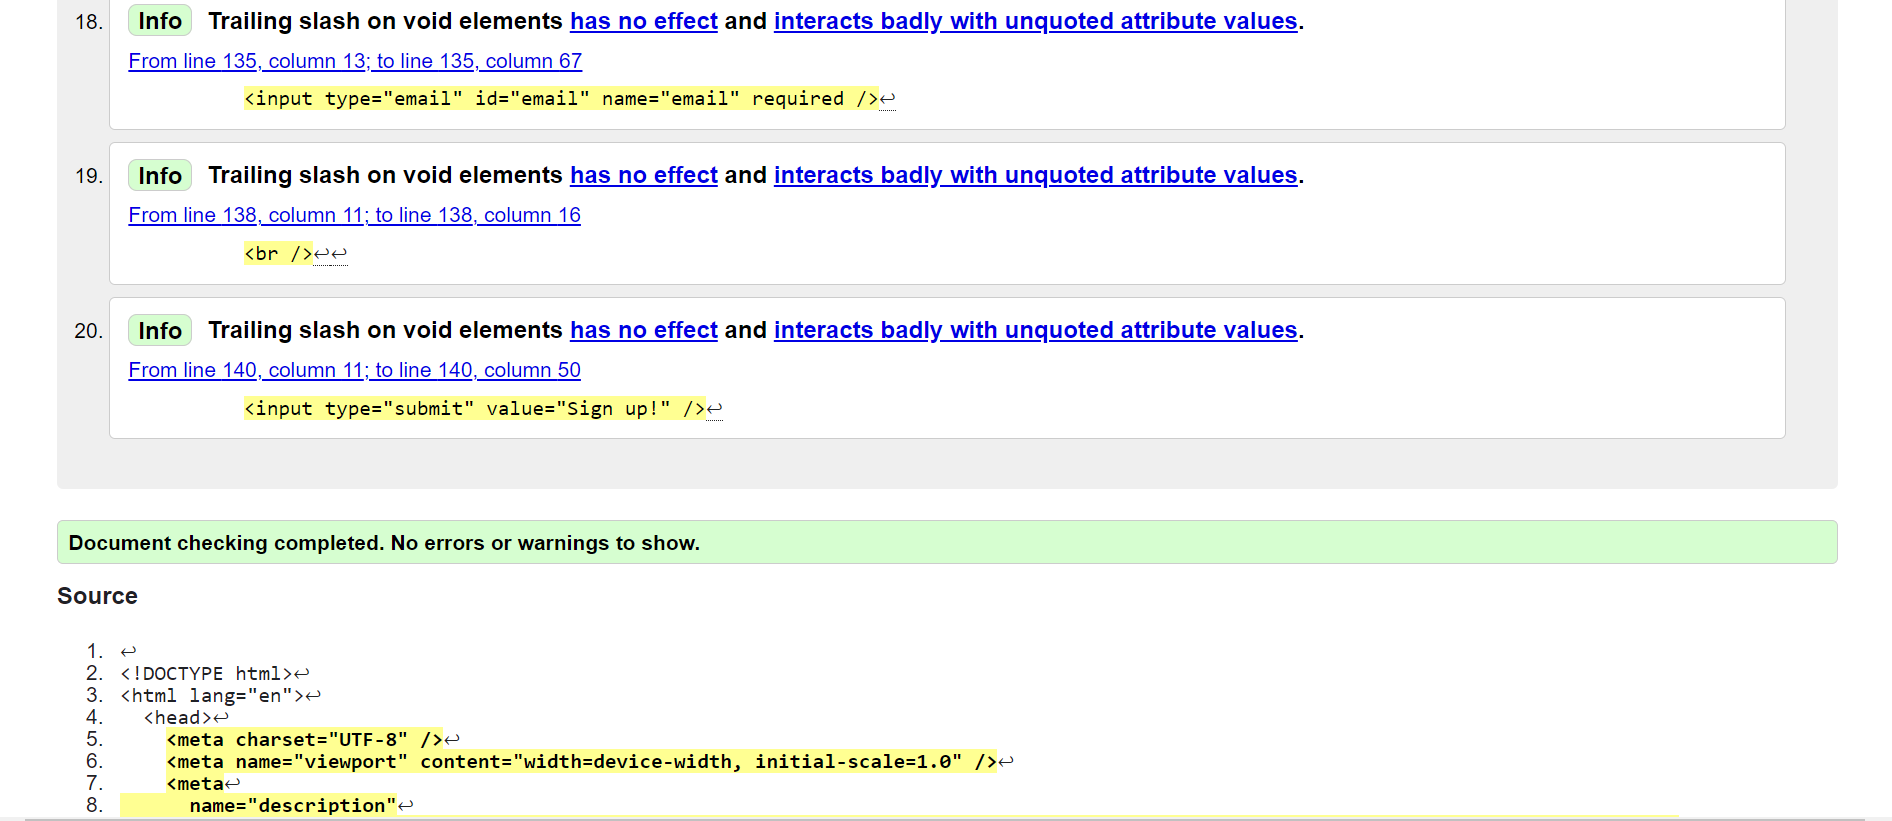 18. Info Trailing slash on void elements has no effect and interacts badly with unquoted attribute values.
From line 135, column 13; to line 135, column 67
<input type="email" id="email" name="email" required />↩
19. Info Trailing slash on void elements has no effect and interacts badly with unquoted attribute values.
From line 138, column 11; to line 138, column 16
<br />↩↩
20. Info Trailing slash on void elements has no effect and interacts badly with unquoted attribute values.
From line 140, column 11; to line 140, column 50
<input type="submit" value="Sign up!" />↩
Document checking completed. No errors or warnings to show.
Source
1. ↩
2. <!DOCTYPE html>↩
3. <html lang="en">↩
4. <head>↩
5. <meta charset="UTF-8" />↩
6. <meta name="viewport" content="width=device-width, initial-scale=1.0" />↩
7. <meta↩
8. name="description"↩